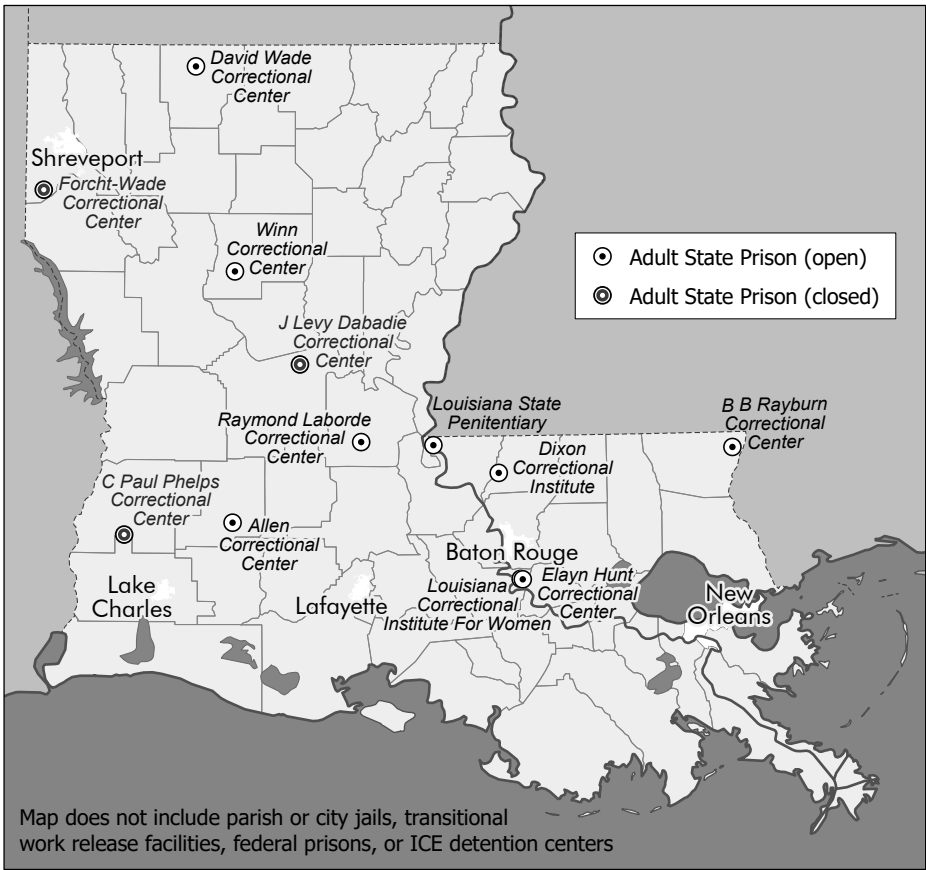 David Wade
Correctional
Center
Shreveport
Forcht-Wade
Correctional
Center
Winn
Correctional
Center
Adult State Prison (open)
Adult State Prison (closed)
J Levy Dabadie
Correctional
Center
Raymond Laborde
Correctional
Center
Louisiana State
Penitentiary
B B Rayburn
Correctional
Center
Dixon
Correctional
Institute
C Paul Phelps
Correctional
Center
Allen
Correctional
Center
Baton Rouge
Lake
Charles
Lafayette
Louisiana
Correctional
Institute For Women
Elayn Hunt
Correctional
Center
New
Orleans
Map does not include parish or city jails, transitional
work release facilities, federal prisons, or ICE detention centers